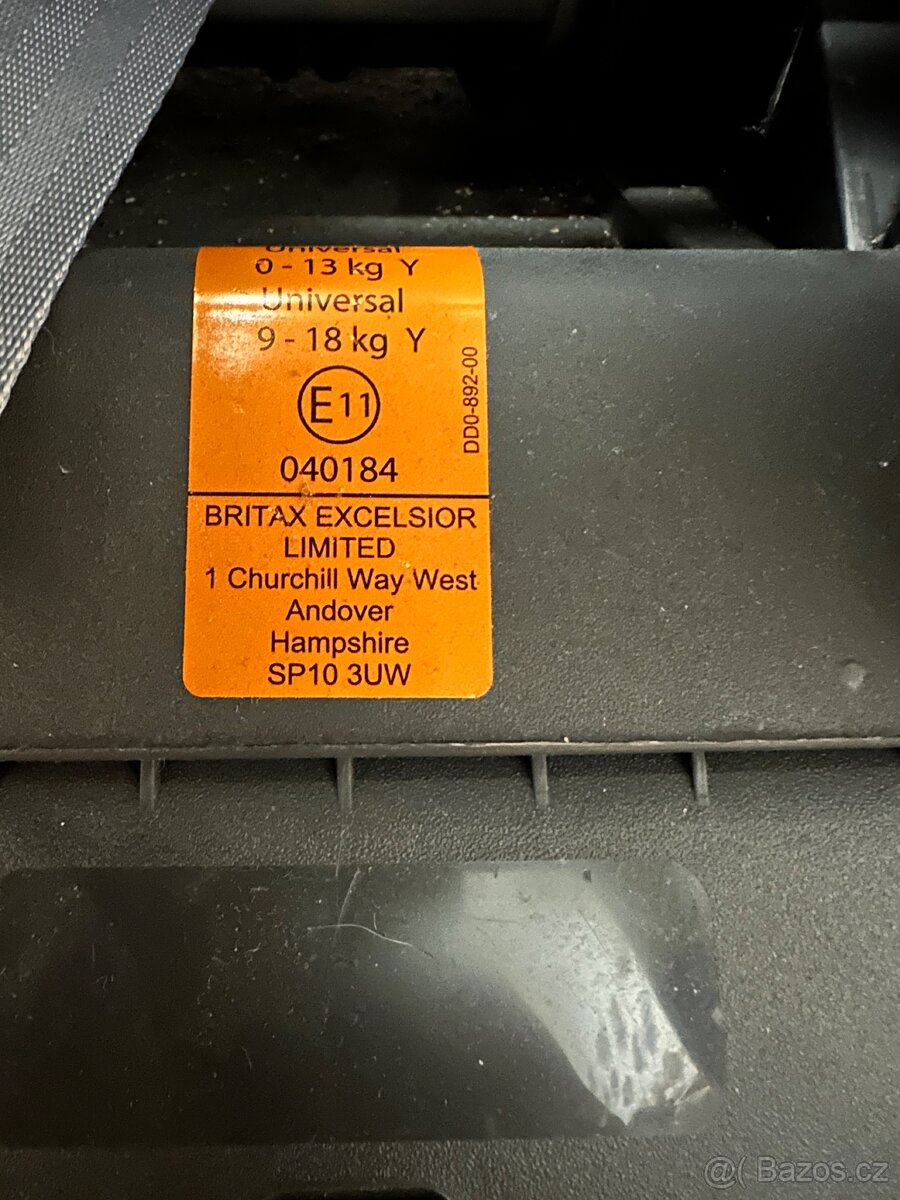 Universal
0 - 13 kg Y
Universal
9 - 18 kg Y
E11
DD0-892-00
040184
BRITAX EXCELSIOR
LIMITED
1 Churchill Way West
Andover
Hampshire
SP10 3UW
@( Bazos.cz